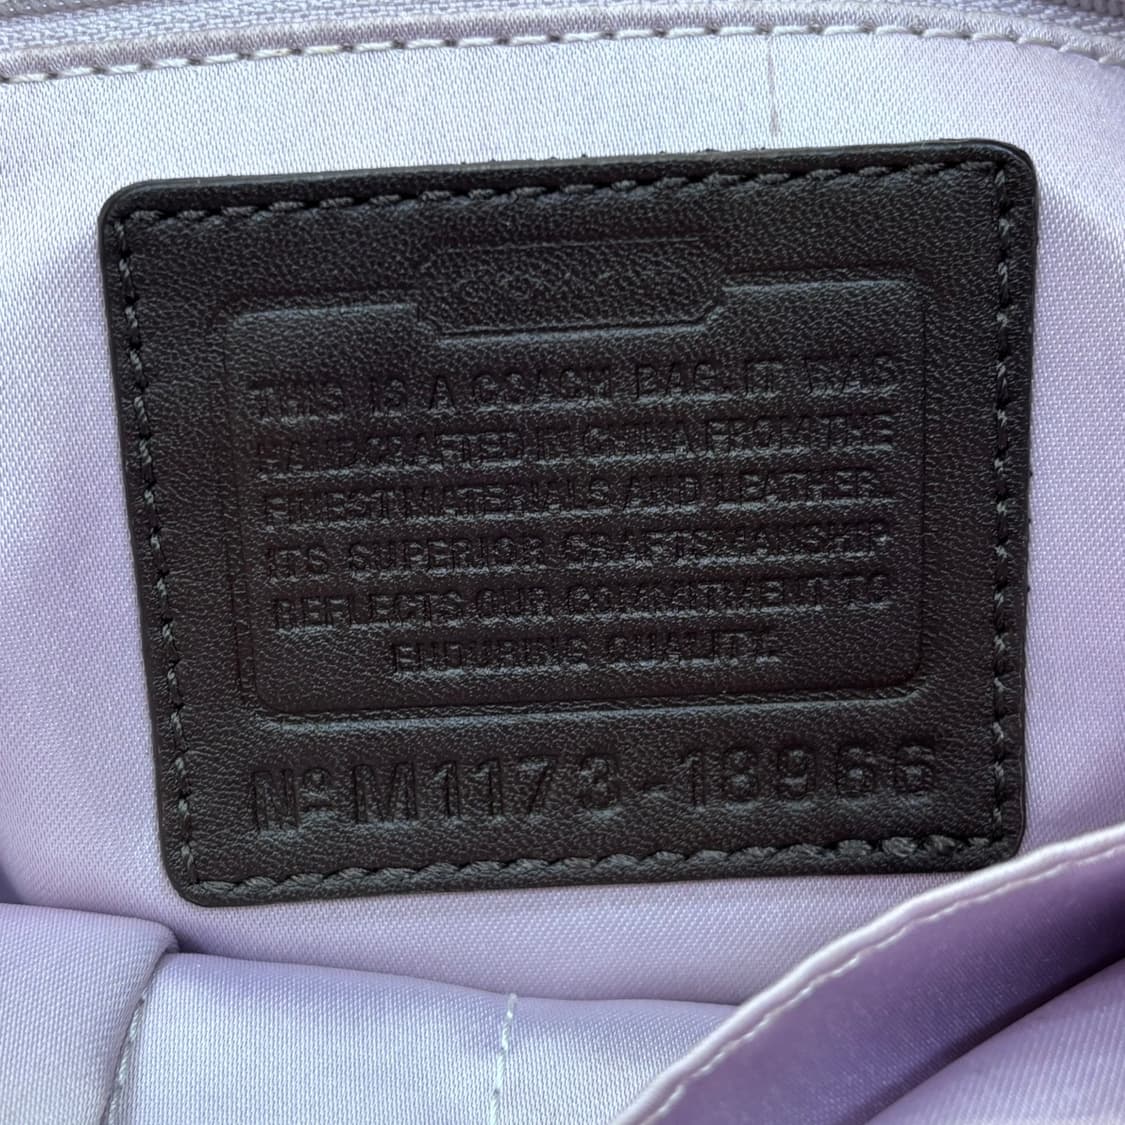 COACH
THIS IS A COACH BAG. IT WAS
HANDCRAFTED IN CHINA FROM THE
FINEST MATERIALS AND LEATHER.
ITS SUPERIOR CRAFTSMANSHIP
REFLECTS OUR COMMITMENT TO
ENDURING QUALITY.
Nº M1173-18966